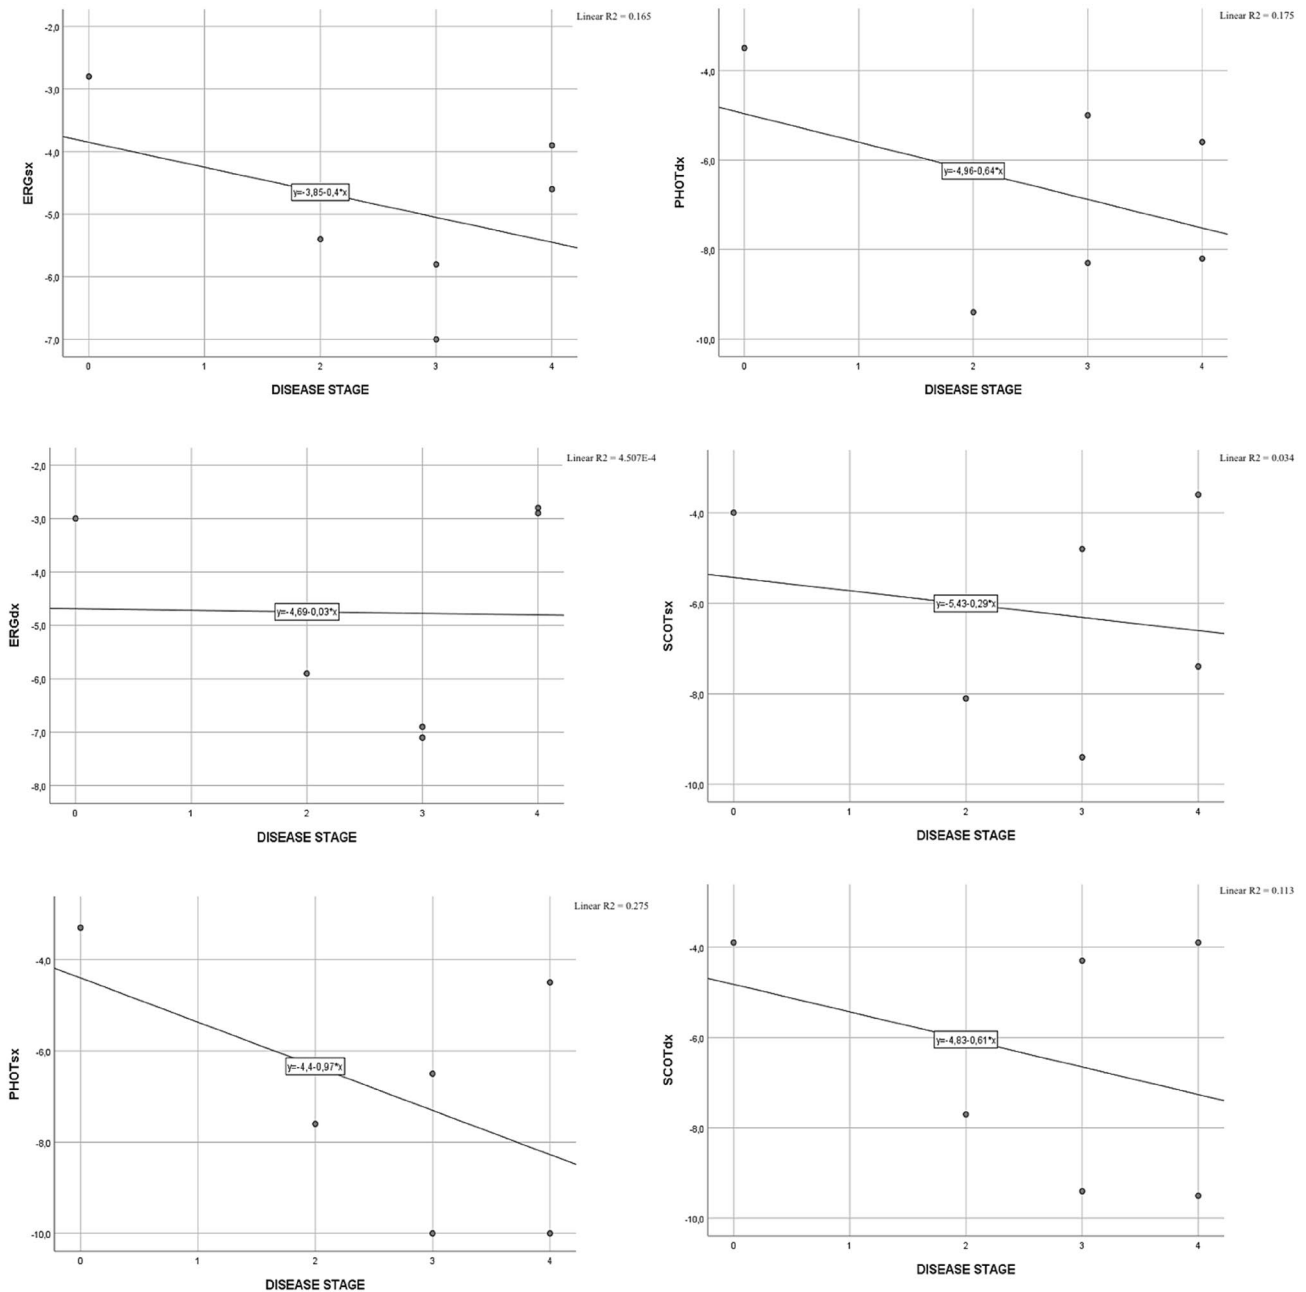 Linear R2 = 0.165
-2,0
-3,0
-4,0
-5,0
-6,0
-7,0
ERGsx
y=-3,85-0,4*x
0 1 2 3 4
DISEASE STAGE
Linear R2 = 0.175
-4,0
-6,0
-8,0
-10,0
PHOTdx
y=-4,96-0,64*x
0 1 2 3 4
DISEASE STAGE
Linear R2 = 4.507E-4
-2,0
-3,0
-4,0
-5,0
-6,0
-7,0
-8,0
ERGdx
y=-4,69-0,03*x
0 1 2 3 4
DISEASE STAGE
Linear R2 = 0.034
-4,0
-6,0
-8,0
-10,0
SCOTsx
y=-5,43-0,29*x
0 1 2 3 4
DISEASE STAGE
Linear R2 = 0.275
-4,0
-6,0
-8,0
-10,0
PHOTsx
y=-4,4-0,97*x
0 1 2 3 4
DISEASE STAGE
Linear R2 = 0.113
-4,0
-6,0
-8,0
-10,0
SCOTdx
y=-4,83-0,61*x
0 1 2 3 4
DISEASE STAGE